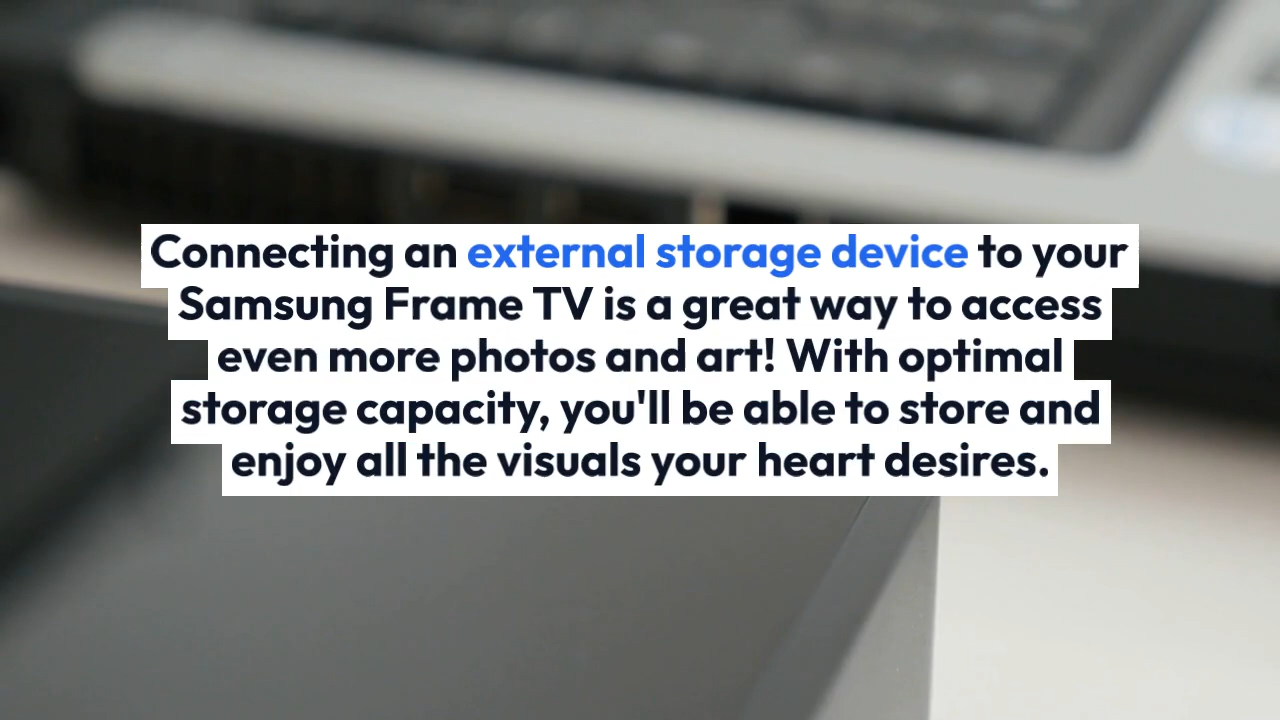 Connecting an external storage device to your
Samsung Frame TV is a great way to access
even more photos and art! With optimal
storage capacity, you'll be able to store and
enjoy all the visuals your heart desires.